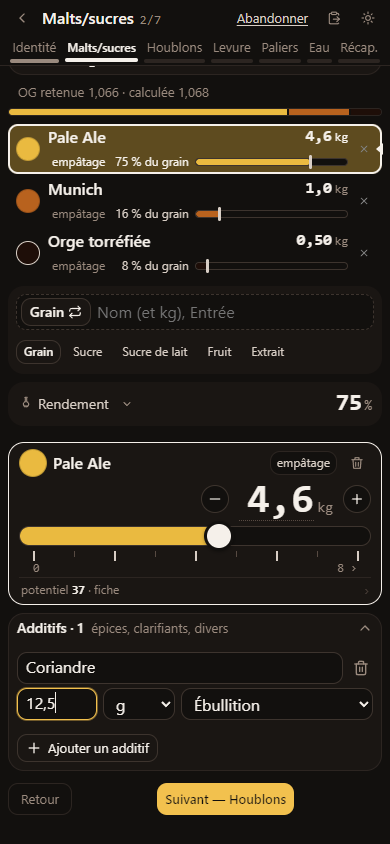 Malts/sucres 2/7 Abandonner
Identité Malts/sucres Houblons Levure Paliers Eau Récap.
OG retenue 1,066 · calculée 1,068
Pale Ale 4,6 kg ×
empâtage 75 % du grain
Munich 1,0 kg ×
empâtage 16 % du grain
Orge torréfiée 0,50 kg ×
empâtage 8 % du grain
Grain Nom (et kg), Entrée
Grain Sucre Sucre de lait Fruit Extrait
Rendement 75 %
Pale Ale empâtage
− 4,6 kg +
0 8 ›
potentiel 37 · fiche ›
Additifs · 1 épices, clarifiants, divers
Coriandre
12,5 g Ébullition
+ Ajouter un additif
Retour Suivant — Houblons